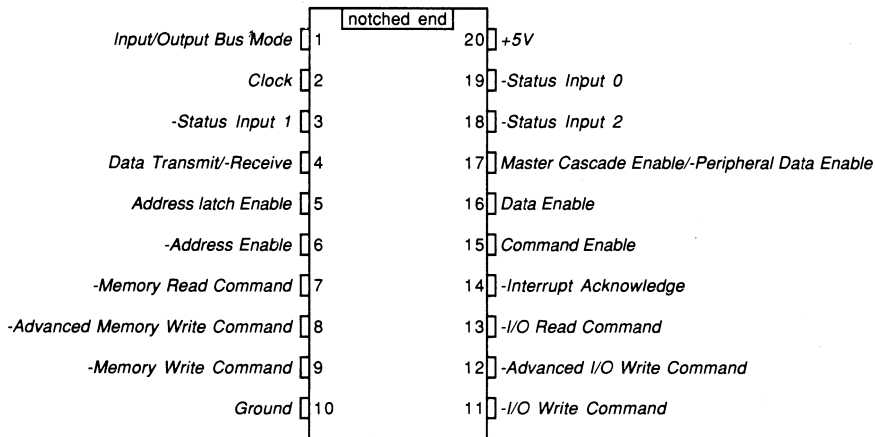 notched end
Input/Output Bus Mode 1 20 +5V
Clock 2 19 -Status Input 0
-Status Input 1 3 18 -Status Input 2
Data Transmit/-Receive 4 17 Master Cascade Enable/-Peripheral Data Enable
Address latch Enable 5 16 Data Enable
-Address Enable 6 15 Command Enable
-Memory Read Command 7 14 -Interrupt Acknowledge
-Advanced Memory Write Command 8 13 -I/O Read Command
-Memory Write Command 9 12 -Advanced I/O Write Command
Ground 10 11 -I/O Write Command